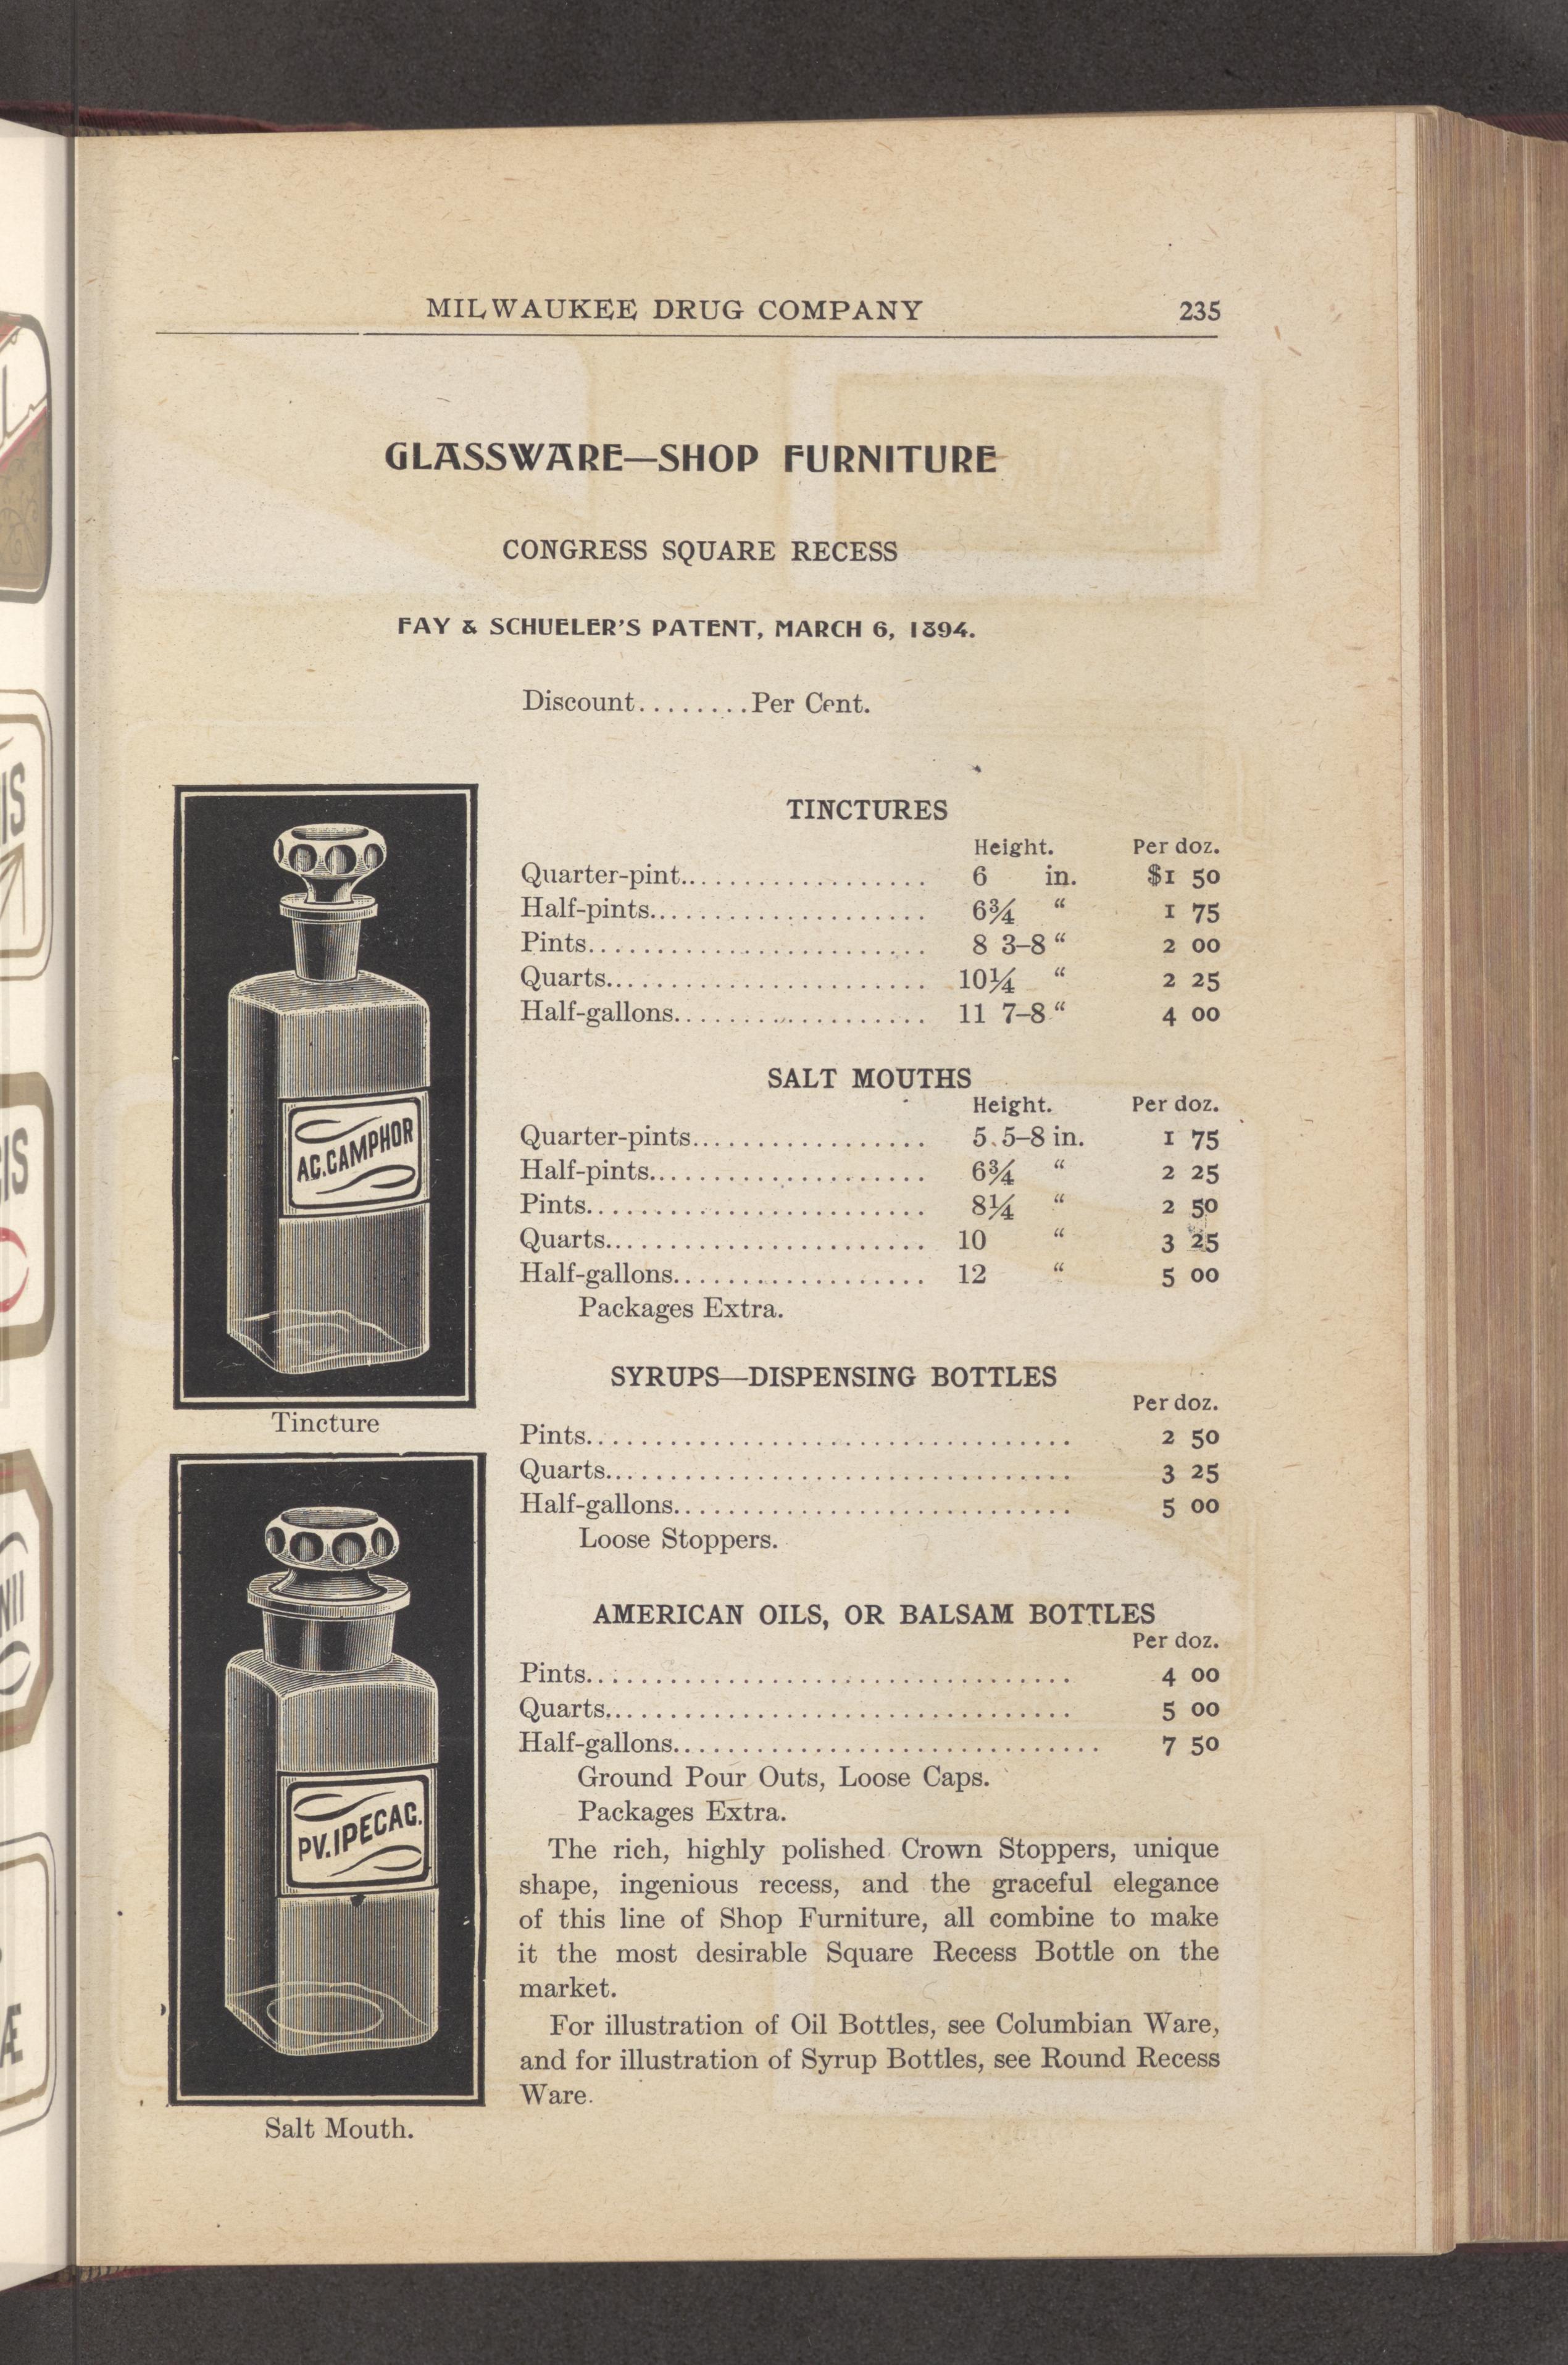 MILWAUKEE DRUG COMPANY 235
GLASSWARE—SHOP FURNITURE
CONGRESS SQUARE RECESS
FAY & SCHUELER'S PATENT, MARCH 6, 1894.
Discount........Per Cent.
TINCTURES
Height. Per doz.
Quarter-pint................... 6 in. $1 50
Half-pints..................... 6¾ “ 1 75
Pints......................... 8 3–8 “ 2 00
Quarts........................ 10¼ “ 2 25
Half-gallons................... 11 7–8 “ 4 00
SALT MOUTHS
Height. Per doz.
Quarter-pints.................. 5 5–8 in. 1 75
Half-pints..................... 6¾ “ 2 25
Pints......................... 8¼ “ 2 50
Quarts........................ 10 “ 3 25
Half-gallons................... 12 “ 5 00
Packages Extra.
SYRUPS—DISPENSING BOTTLES
Per doz.
Pints................................... 2 50
Quarts.................................. 3 25
Half-gallons............................. 5 00
Loose Stoppers.
AMERICAN OILS, OR BALSAM BOTTLES
Per doz.
Pints................................... 4 00
Quarts.................................. 5 00
Half-gallons............................... 7 50
Ground Pour Outs, Loose Caps.
Packages Extra.
The rich, highly polished Crown Stoppers, unique
shape, ingenious recess, and the graceful elegance
of this line of Shop Furniture, all combine to make
it the most desirable Square Recess Bottle on the
market.
For illustration of Oil Bottles, see Columbian Ware,
and for illustration of Syrup Bottles, see Round Recess
Ware.
AC.CAMPHOR
Tincture
PV.IPECAC.
Salt Mouth.